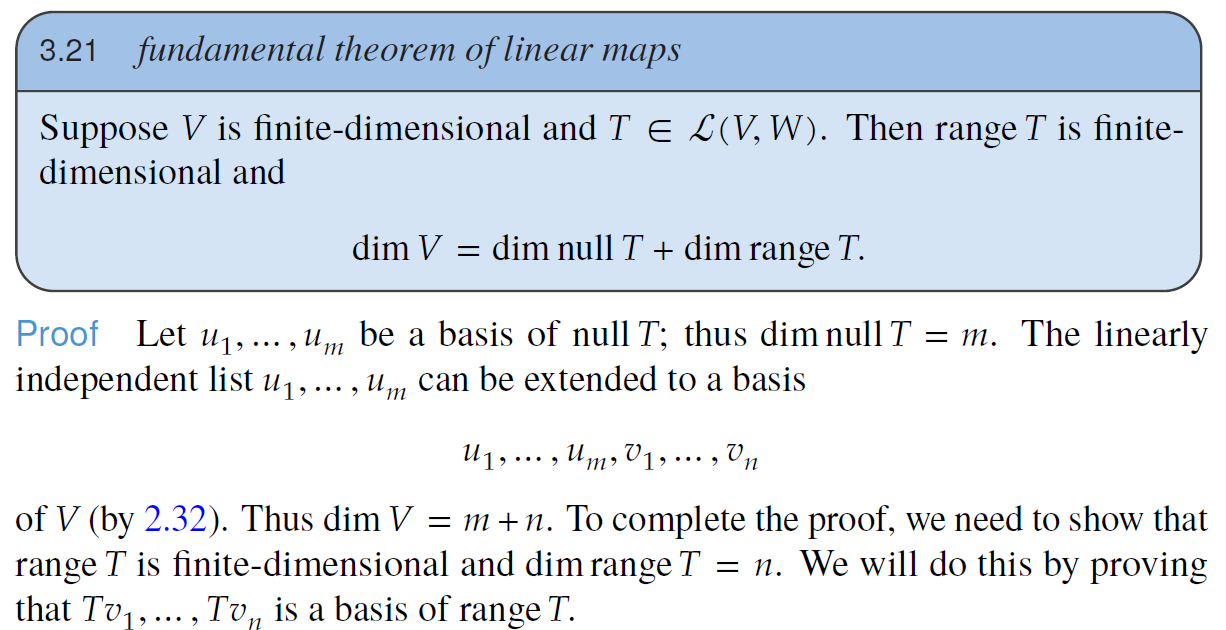 3.21 fundamental theorem of linear maps
Suppose V is finite-dimensional and T ∈ ℒ(V, W). Then range T is finite-
dimensional and
dim V = dim null T + dim range T.
Proof Let u₁, … , uₘ be a basis of null T; thus dim null T = m. The linearly
independent list u₁, … , uₘ can be extended to a basis
u₁, … , uₘ, v₁, … , vₙ
of V (by 2.32). Thus dim V = m + n. To complete the proof, we need to show that
range T is finite-dimensional and dim range T = n. We will do this by proving
that Tv₁, … , Tvₙ is a basis of range T.